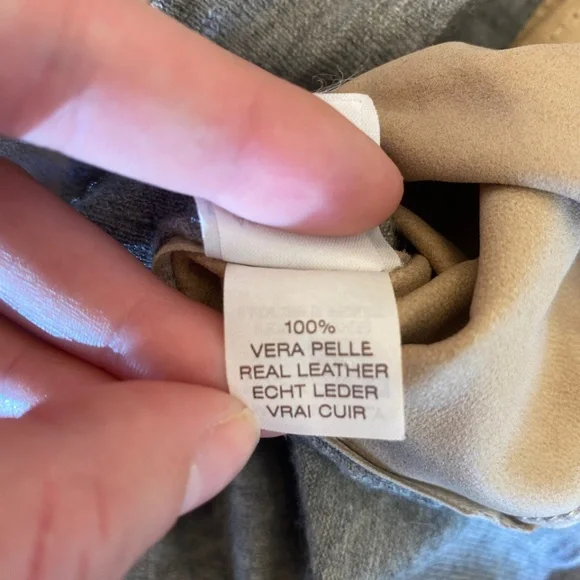 100%
VERA PELLE
REAL LEATHER
ECHT LEDER
VRAI CUIR